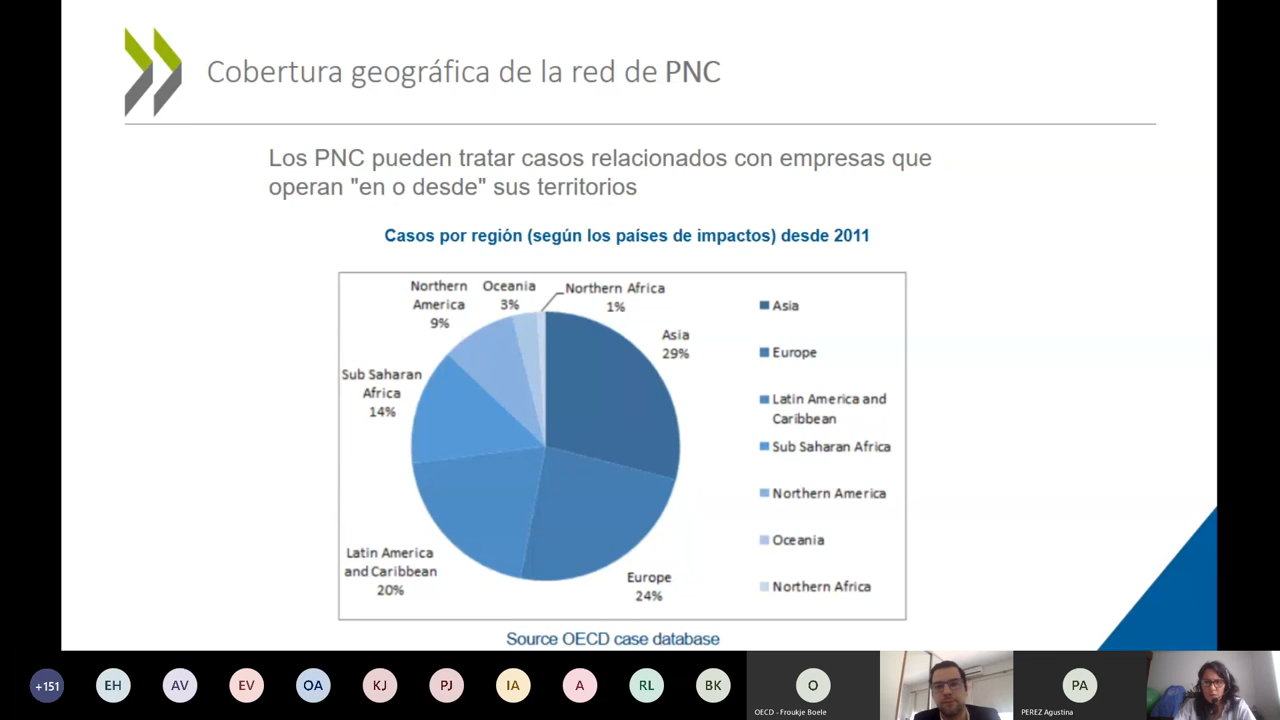 Cobertura geográfica de la red de PNC
Los PNC pueden tratar casos relacionados con empresas que
operan "en o desde" sus territorios
Casos por región (según los países de impactos) desde 2011
Northern
America
9%
Oceania
3%
Northern Africa
1%
Asia
29%
Sub Saharan
Africa
14%
Latin America
and Caribbean
20%
Europe
24%
Asia
Europe
Latin America and
Caribbean
Sub Saharan Africa
Northern America
Oceania
Northern Africa
Source OECD case database
+151
EH
AV
EV
OA
KJ
PJ
IA
A
RL
BK
O
OECD - Froukje Boele
PA
PEREZ Agustina